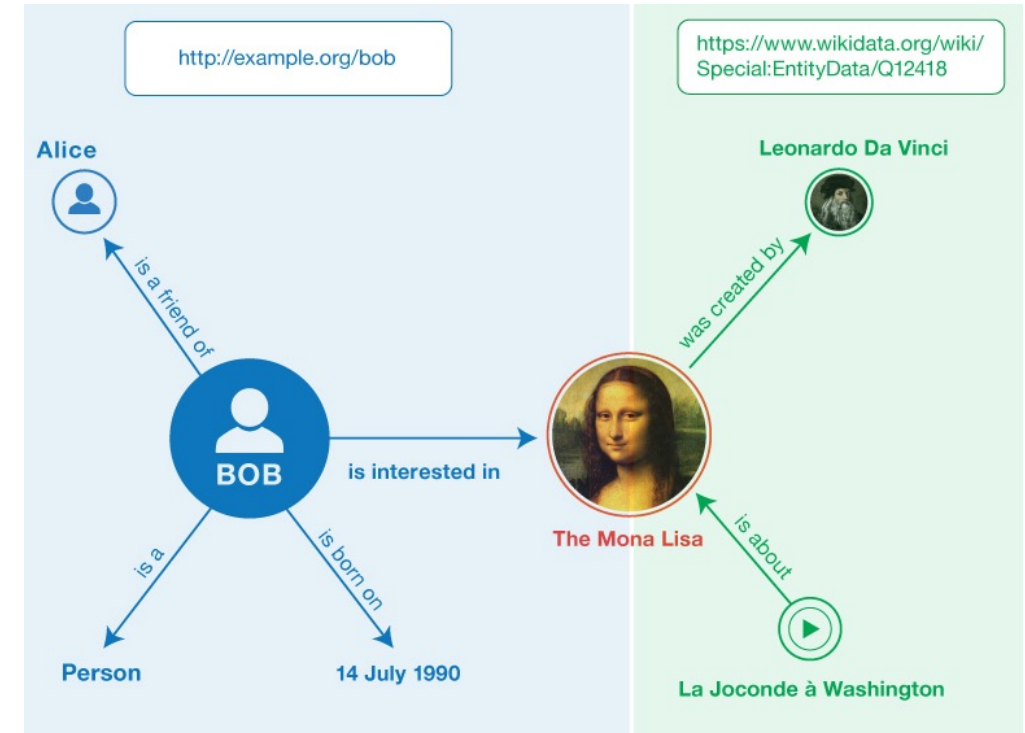 http://example.org/bob
https://www.wikidata.org/wiki/
Special:EntityData/Q12418
Alice
Leonardo Da Vinci
is a friend of
was created by
BOB
is interested in
The Mona Lisa
is a
is born on
is about
Person
14 July 1990
La Joconde à Washington